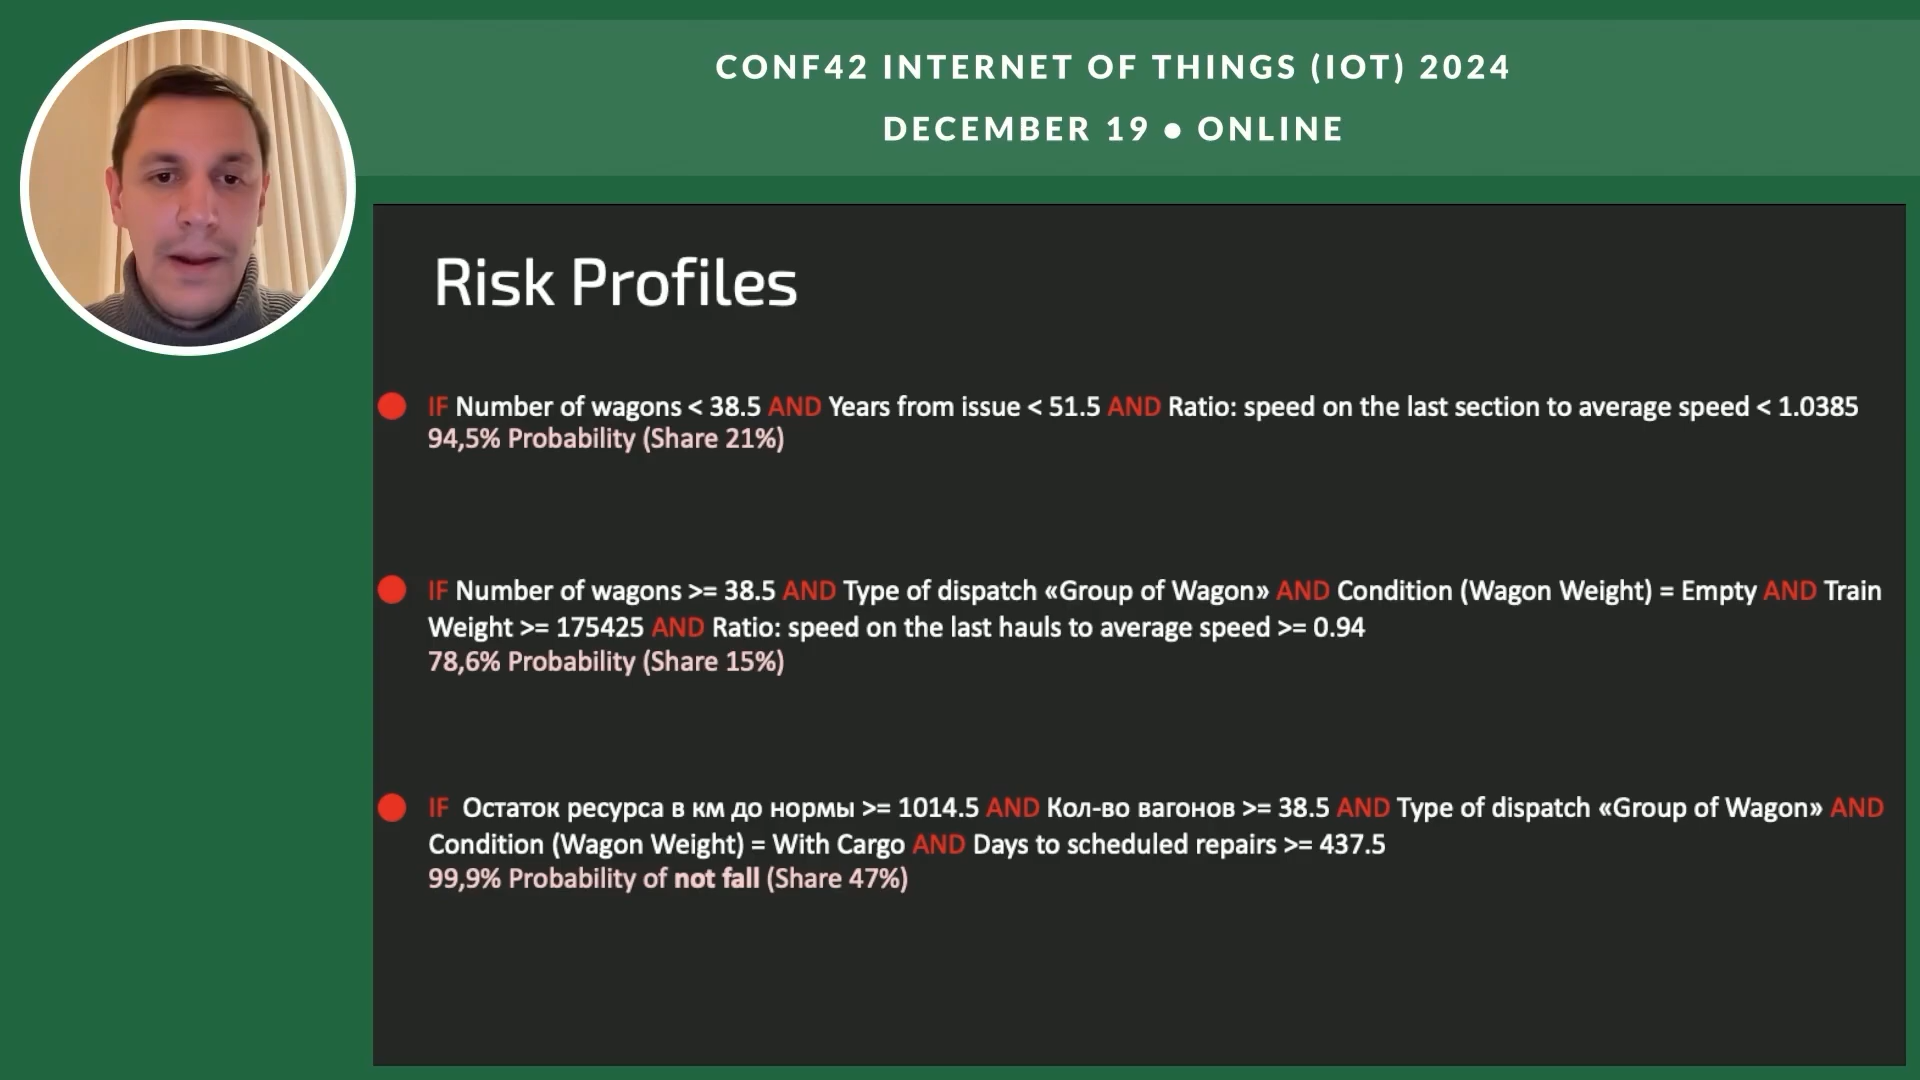 CONF42 INTERNET OF THINGS (IOT) 2024
DECEMBER 19 ● ONLINE
Risk Profiles
IF Number of wagons < 38.5 AND Years from issue < 51.5 AND Ratio: speed on the last section to average speed < 1.0385
94,5% Probability (Share 21%)
IF Number of wagons >= 38.5 AND Type of dispatch «Group of Wagon» AND Condition (Wagon Weight) = Empty AND Train
Weight >= 175425 AND Ratio: speed on the last hauls to average speed >= 0.94
78,6% Probability (Share 15%)
IF Остаток ресурса в км до нормы >= 1014.5 AND Кол-во вагонов >= 38.5 AND Type of dispatch «Group of Wagon» AND
Condition (Wagon Weight) = With Cargo AND Days to scheduled repairs >= 437.5
99,9% Probability of not fall (Share 47%)